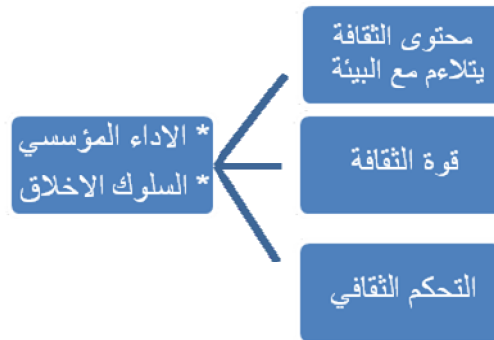 محتوى الثقافة
يتلاءم مع البيئة
* الاداء المؤسسي
* السلوك الاخلاق
قوة الثقافة
التحكم الثقافي